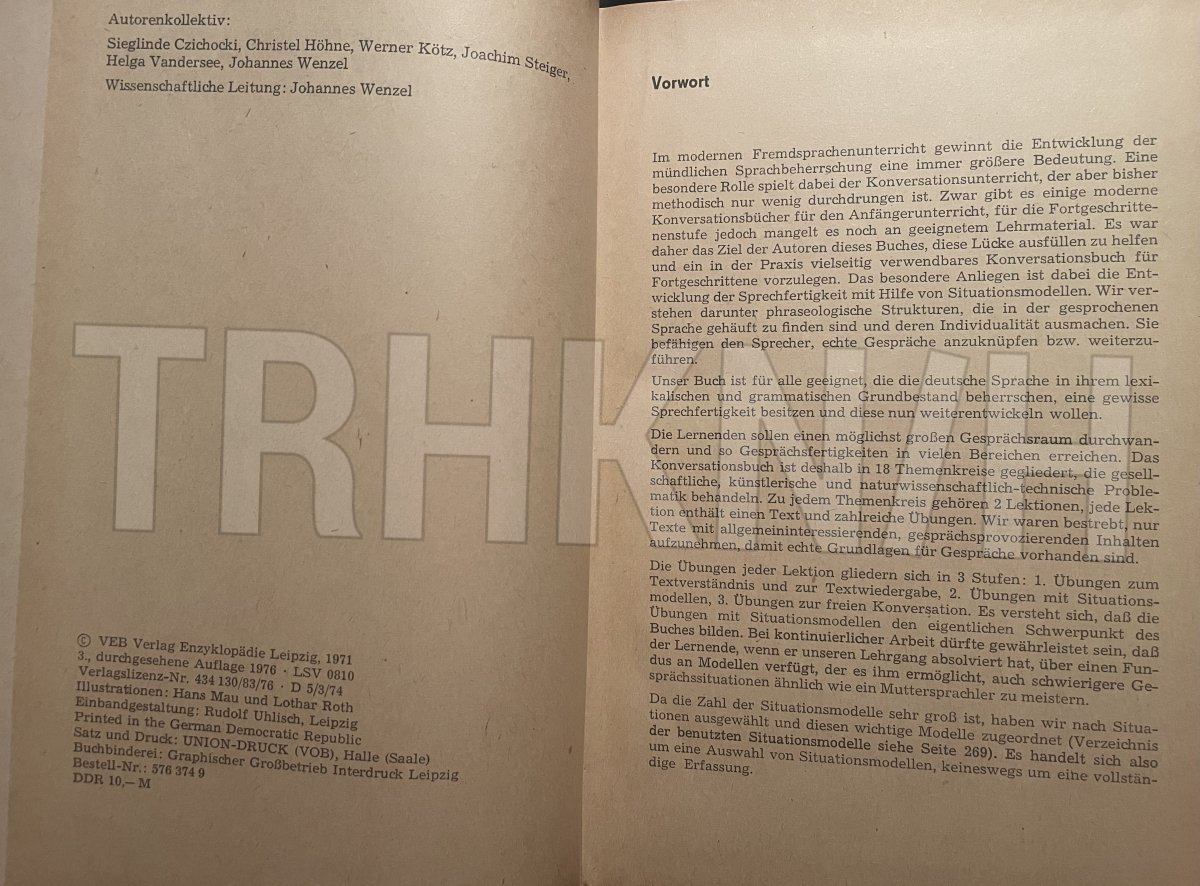 Autorenkollektiv:
Sieglinde Czichocki, Christel Höhne, Werner Kötz, Joachim Steiger,
Helga Vandersee, Johannes Wenzel
Wissenschaftliche Leitung: Johannes Wenzel
© VEB Verlag Enzyklopädie Leipzig, 1971
3., durchgesehene Auflage 1976 · LSV 0810
Verlagslizenz-Nr. 434 130/83/76 · D 5/3/74
Illustrationen: Hans Mau und Lothar Roth
Einbandgestaltung: Rudolf Uhlisch, Leipzig
Printed in the German Democratic Republic
Satz und Druck: UNION-DRUCK (VOB), Halle (Saale)
Buchbinderei: Graphischer Großbetrieb Interdruck Leipzig
Bestell-Nr.: 576 374 9
DDR 10,— M
Vorwort
Im modernen Fremdsprachenunterricht gewinnt die Entwicklung der
mündlichen Sprachbeherrschung eine immer größere Bedeutung. Eine
besondere Rolle spielt dabei der Konversationsunterricht, der aber bisher
methodisch nur wenig durchdrungen ist. Zwar gibt es einige moderne
Konversationsbücher für den Anfängerunterricht, für die Fortgeschritte-
nenstufe jedoch mangelt es noch an geeignetem Lehrmaterial. Es war
daher das Ziel der Autoren dieses Buches, diese Lücke ausfüllen zu helfen
und ein in der Praxis vielseitig verwendbares Konversationsbuch für
Fortgeschrittene vorzulegen. Das besondere Anliegen ist dabei die Ent-
wicklung der Sprechfertigkeit mit Hilfe von Situationsmodellen. Wir ver-
stehen darunter phraseologische Strukturen, die in der gesprochenen
Sprache gehäuft zu finden sind und deren Individualität ausmachen. Sie
befähigen den Sprecher, echte Gespräche anzuknüpfen bzw. weiterzu-
führen.
Unser Buch ist für alle geeignet, die die deutsche Sprache in ihrem lexi-
kalischen und grammatischen Grundbestand beherrschen, eine gewisse
Sprechfertigkeit besitzen und diese nun weiterentwickeln wollen.
Die Lernenden sollen einen möglichst großen Gesprächsraum durchwan-
dern und so Gesprächsfertigkeiten in vielen Bereichen erreichen. Das
Konversationsbuch ist deshalb in 18 Themenkreise gegliedert, die gesell-
schaftliche, künstlerische und naturwissenschaftlich-technische Proble-
matik behandeln. Zu jedem Themenkreis gehören 2 Lektionen, jede Lek-
tion enthält einen Text und zahlreiche Übungen. Wir waren bestrebt, nur
Texte mit allgemeininteressierenden, gesprächsprovozierenden Inhalten
aufzunehmen, damit echte Grundlagen für Gespräche vorhanden sind.
Die Übungen jeder Lektion gliedern sich in 3 Stufen: 1. Übungen zum
Textverständnis und zur Textwiedergabe, 2. Übungen mit Situations-
modellen, 3. Übungen zur freien Konversation. Es versteht sich, daß die
Übungen mit Situationsmodellen den eigentlichen Schwerpunkt des
Buches bilden. Bei kontinuierlicher Arbeit dürfte gewährleistet sein, daß
der Lernende, wenn er unseren Lehrgang absolviert hat, über einen Fun-
dus an Modellen verfügt, der es ihm ermöglicht, auch schwierigere Ge-
sprächssituationen ähnlich wie ein Muttersprachler zu meistern.
Da die Zahl der Situationsmodelle sehr groß ist, haben wir nach Situa-
tionen ausgewählt und diesen wichtige Modelle zugeordnet (Verzeichnis
der benutzten Situationsmodelle siehe Seite 269). Es handelt sich also
um eine Auswahl von Situationsmodellen, keineswegs um eine vollstän-
dige Erfassung.